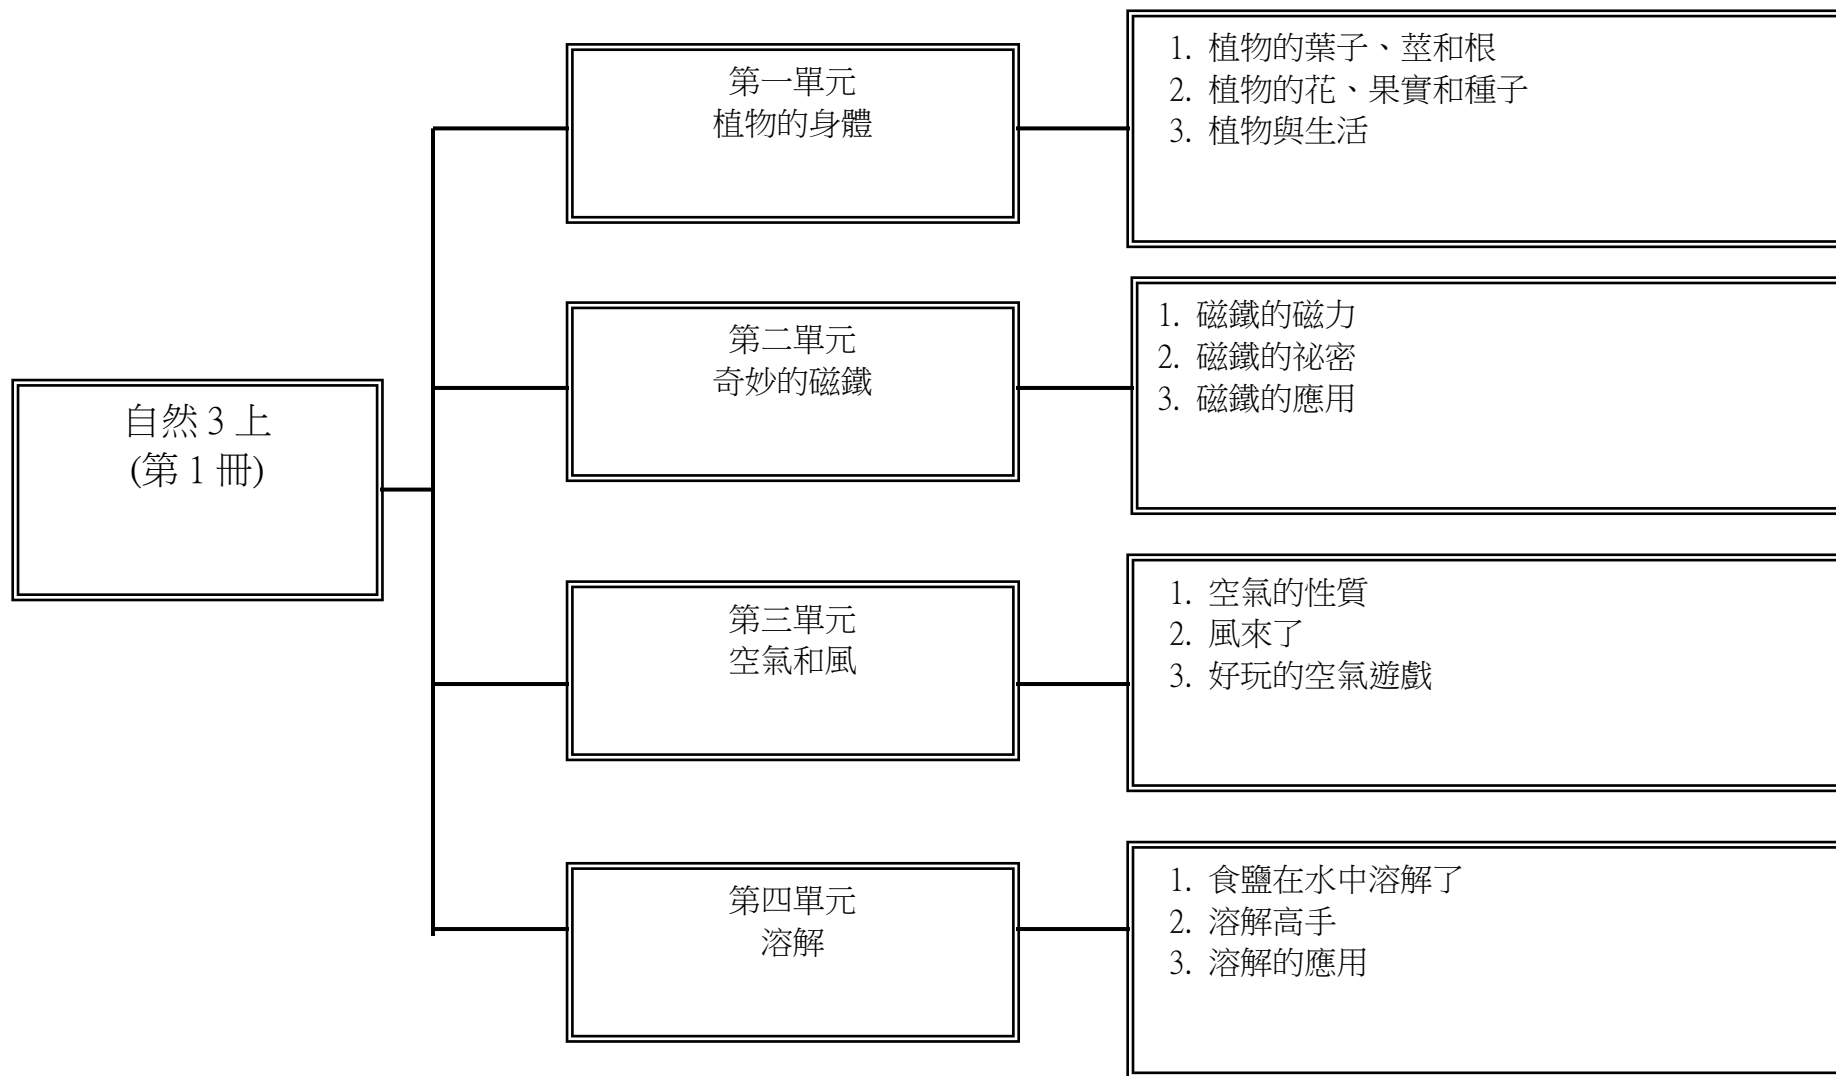 自然 3 上
(第 1 冊)
第一單元
植物的身體
1. 植物的葉子、莖和根
2. 植物的花、果實和種子
3. 植物與生活
第二單元
奇妙的磁鐵
1. 磁鐵的磁力
2. 磁鐵的祕密
3. 磁鐵的應用
第三單元
空氣和風
1. 空氣的性質
2. 風來了
3. 好玩的空氣遊戲
第四單元
溶解
1. 食鹽在水中溶解了
2. 溶解高手
3. 溶解的應用